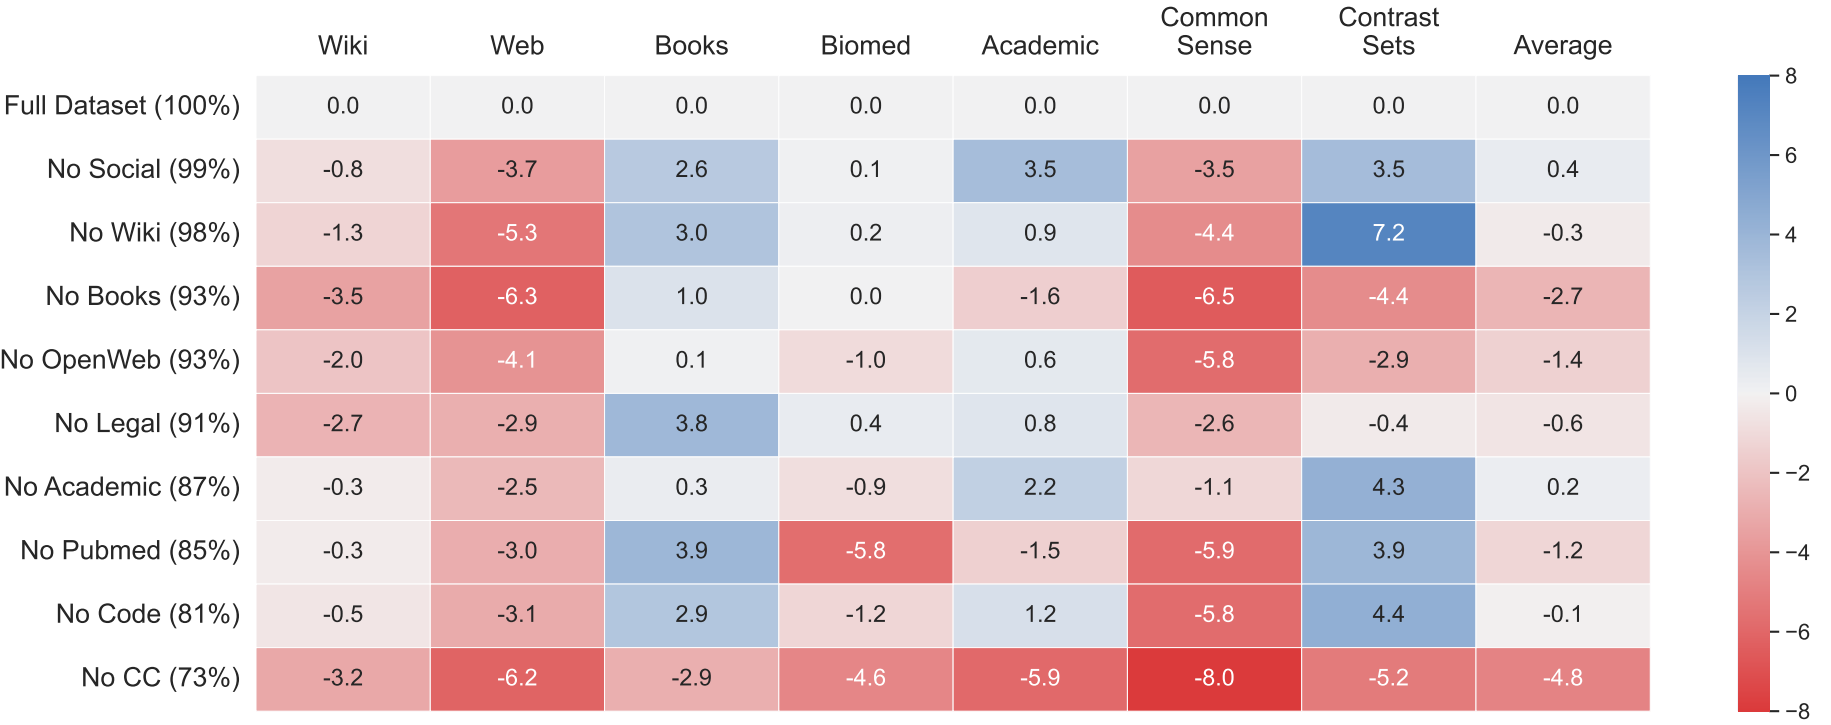 Wiki Web Books Biomed Academic Common Sense Contrast Sets Average
Full Dataset (100%) 0.0 0.0 0.0 0.0 0.0 0.0 0.0 0.0
No Social (99%) -0.8 -3.7 2.6 0.1 3.5 -3.5 3.5 0.4
No Wiki (98%) -1.3 -5.3 3.0 0.2 0.9 -4.4 7.2 -0.3
No Books (93%) -3.5 -6.3 1.0 0.0 -1.6 -6.5 -4.4 -2.7
No OpenWeb (93%) -2.0 -4.1 0.1 -1.0 0.6 -5.8 -2.9 -1.4
No Legal (91%) -2.7 -2.9 3.8 0.4 0.8 -2.6 -0.4 -0.6
No Academic (87%) -0.3 -2.5 0.3 -0.9 2.2 -1.1 4.3 0.2
No Pubmed (85%) -0.3 -3.0 3.9 -5.8 -1.5 -5.9 3.9 -1.2
No Code (81%) -0.5 -3.1 2.9 -1.2 1.2 -5.8 4.4 -0.1
No CC (73%) -3.2 -6.2 -2.9 -4.6 -5.9 -8.0 -5.2 -4.8
8
6
4
2
0
−2
−4
−6
−8